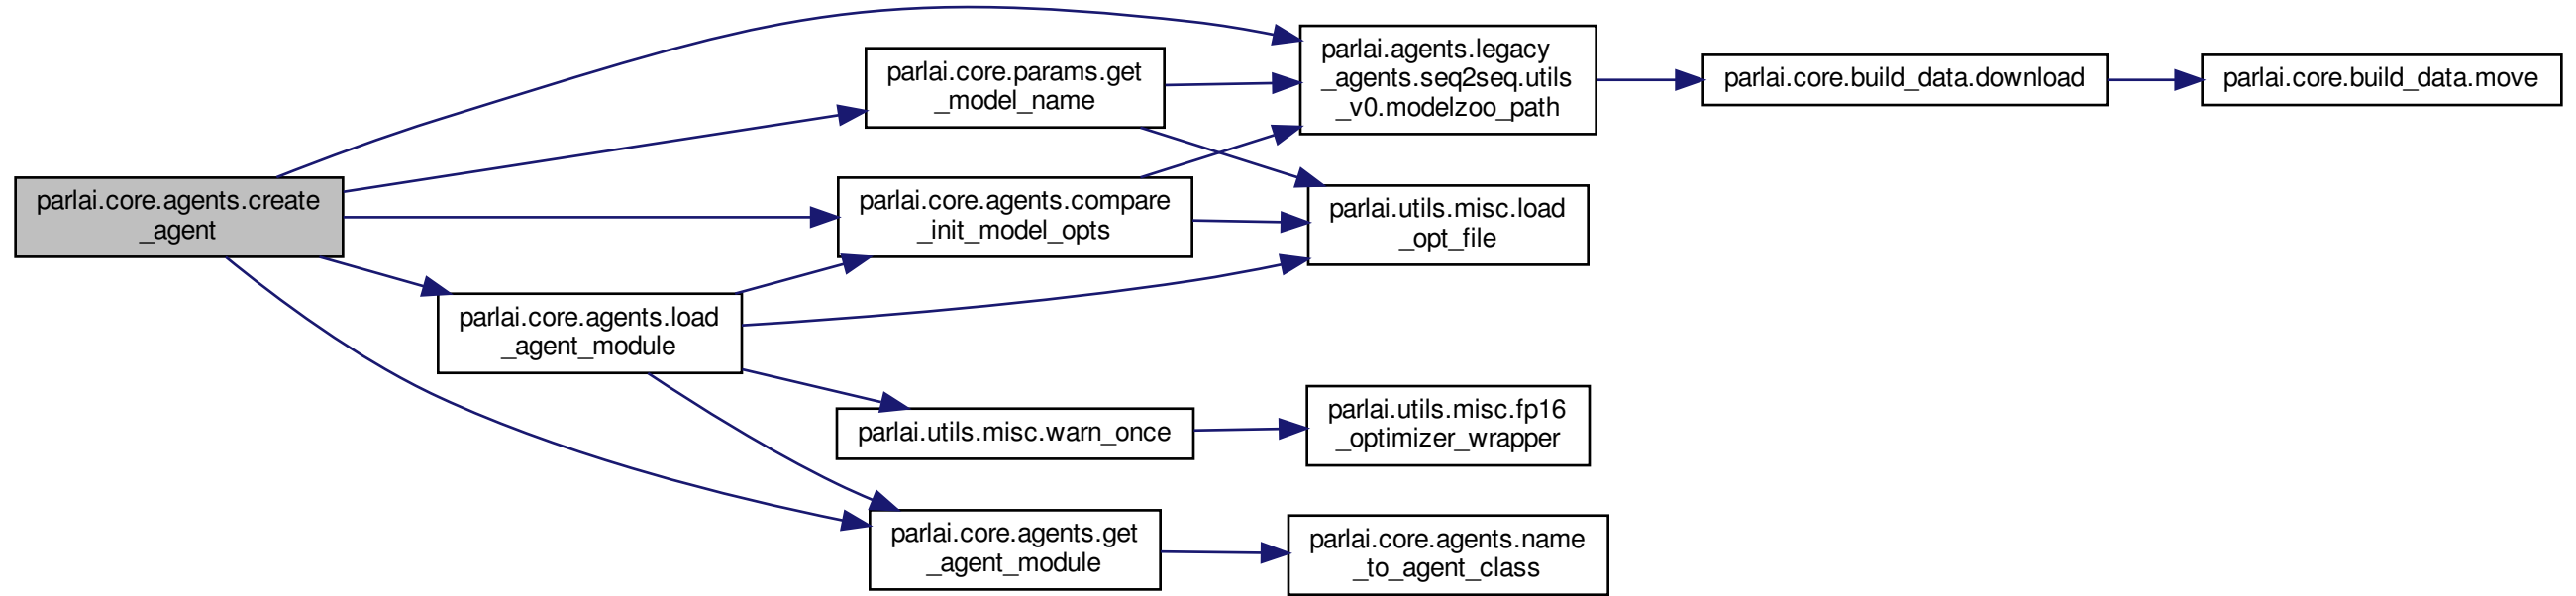 parlai.core.agents.create
_agent
parlai.core.params.get
_model_name
parlai.core.agents.compare
_init_model_opts
parlai.core.agents.load
_agent_module
parlai.utils.misc.warn_once
parlai.core.agents.get
_agent_module
parlai.agents.legacy
_agents.seq2seq.utils
_v0.modelzoo_path
parlai.utils.misc.load
_opt_file
parlai.utils.misc.fp16
_optimizer_wrapper
parlai.core.agents.name
_to_agent_class
parlai.core.build_data.download
parlai.core.build_data.move